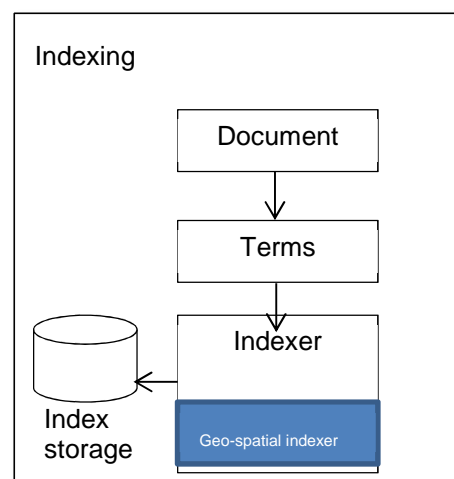 Indexing
Document
Terms
Indexer
Geo-spatial indexer
Index
storage